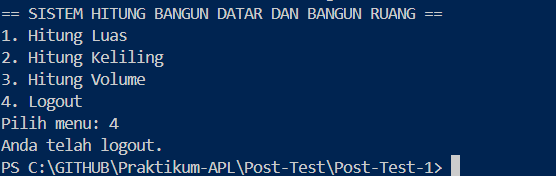 == SISTEM HITUNG BANGUN DATAR DAN BANGUN RUANG ==
1. Hitung Luas
2. Hitung Keliling
3. Hitung Volume
4. Logout
Pilih menu: 4
Anda telah logout.
PS C:\GITHUB\Praktikum-APL\Post-Test\Post-Test-1>